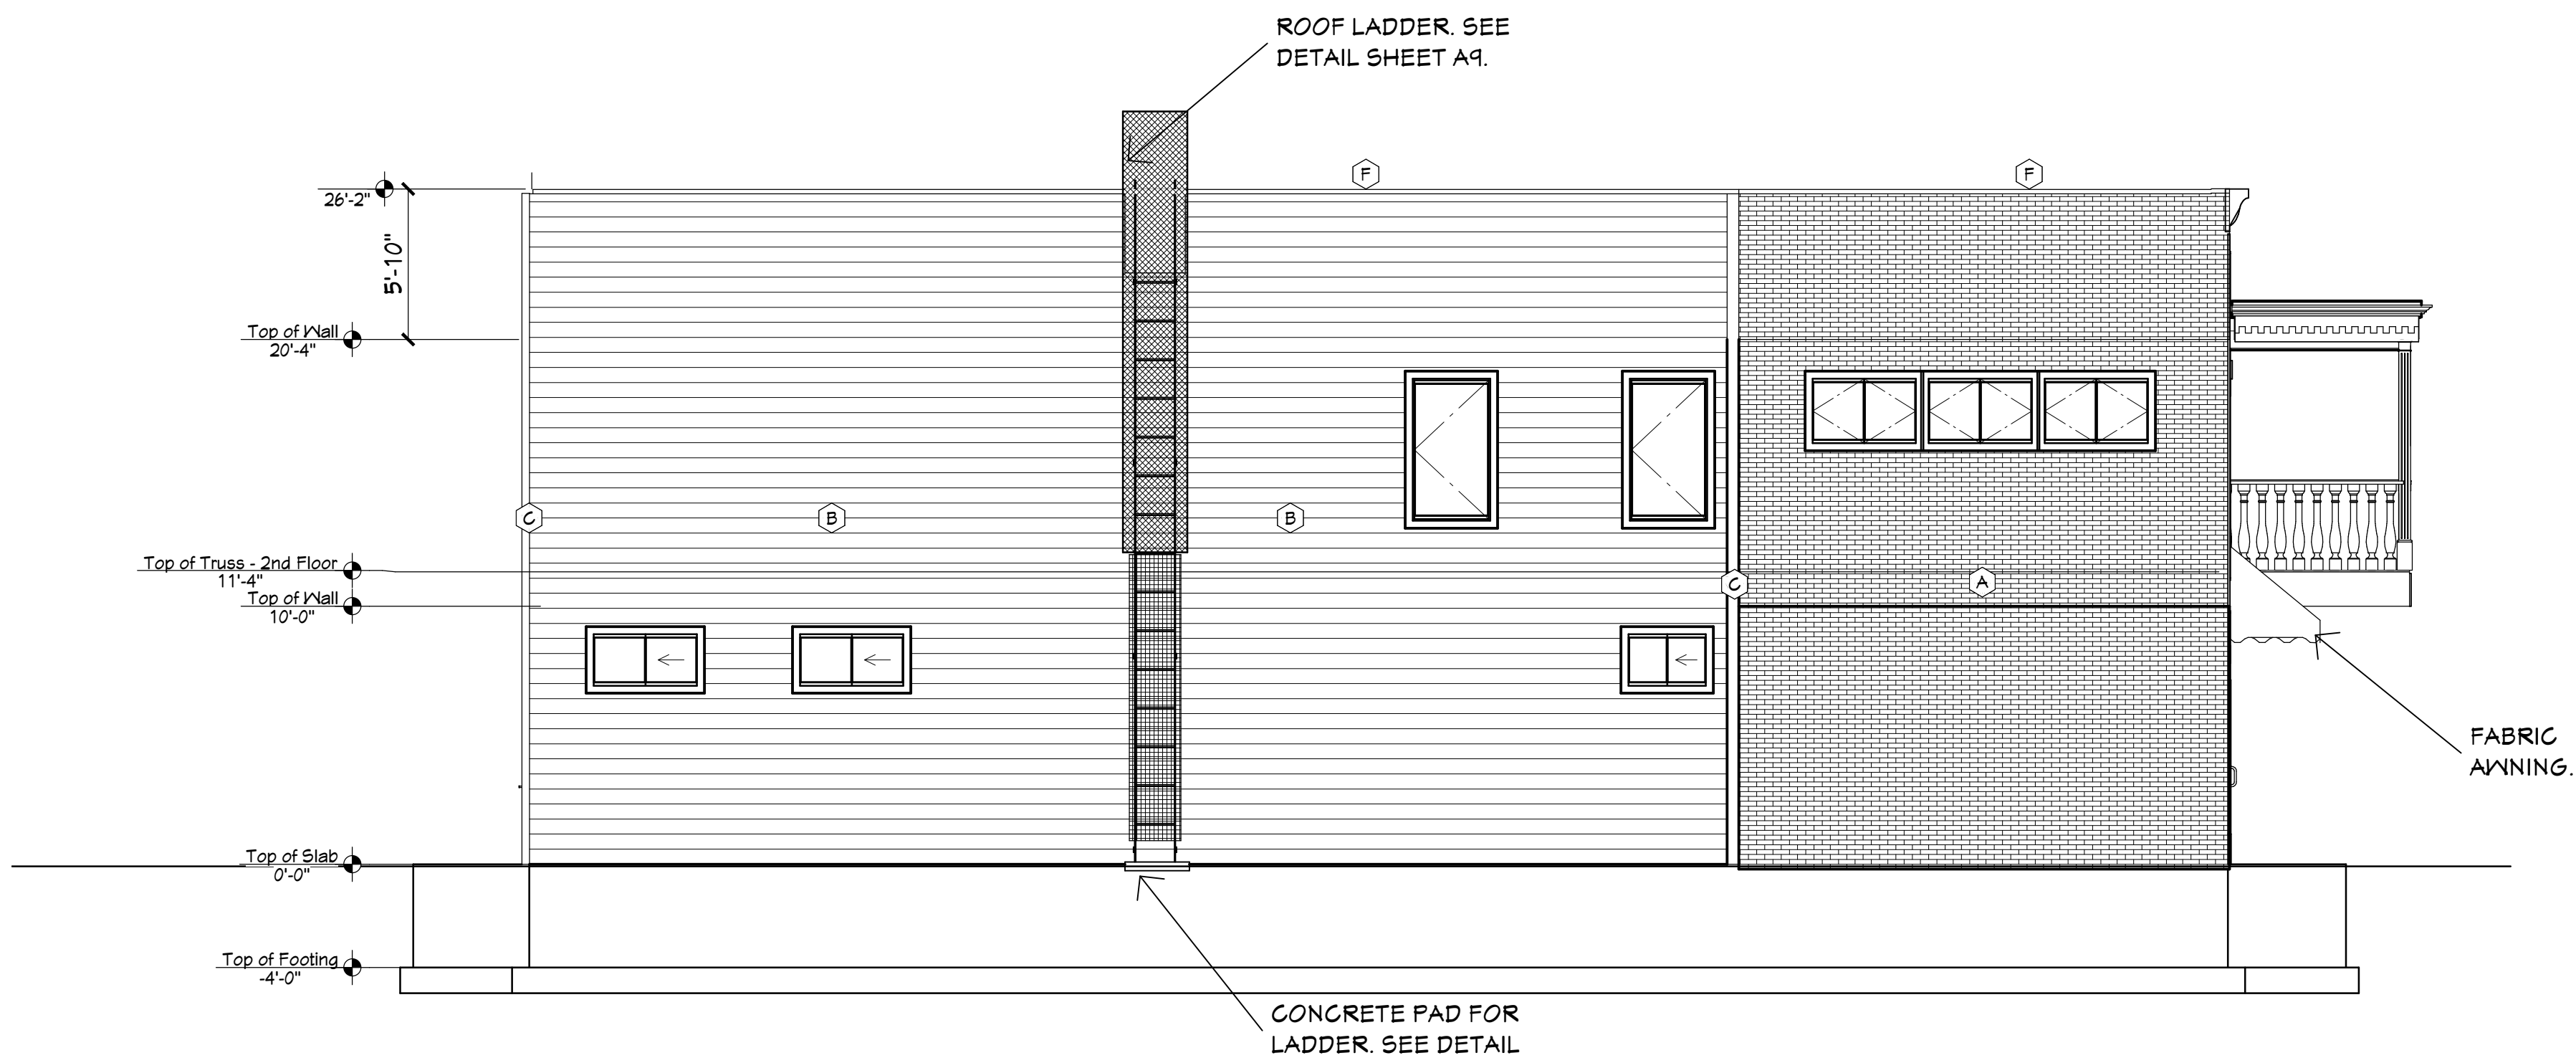 ROOF LADDER. SEE
DETAIL SHEET A9.
F
F
26'-2"
5'-10"
Top of Wall
20'-4"
C
B
B
Top of Truss - 2nd Floor
11'-4"
C
A
Top of Wall
10'-0"
FABRIC
AWNING.
Top of Slab
0'-0"
Top of Footing
-4'-0"
CONCRETE PAD FOR
LADDER. SEE DETAIL